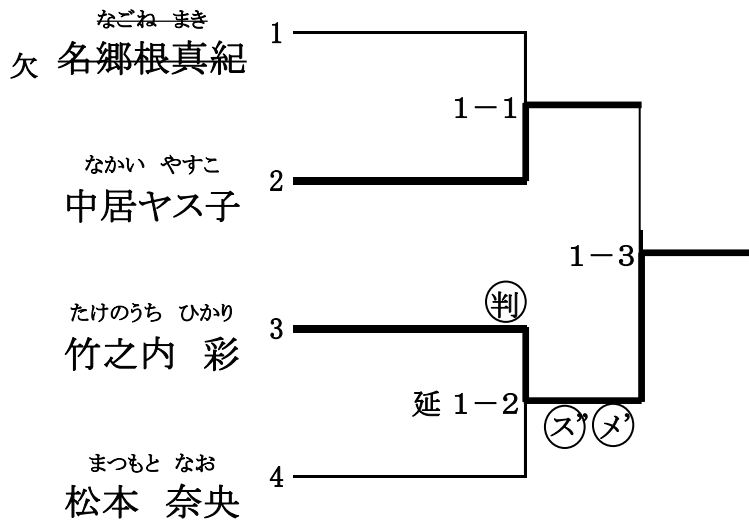 なごね まき
欠 名郷根真紀 1
1－1
なかい やすこ
中居ヤス子 2
1－3
たけのうち ひかり
竹之内 彩 3
判
延 1－2
ズ メ
まつもと なお
松本 奈央 4